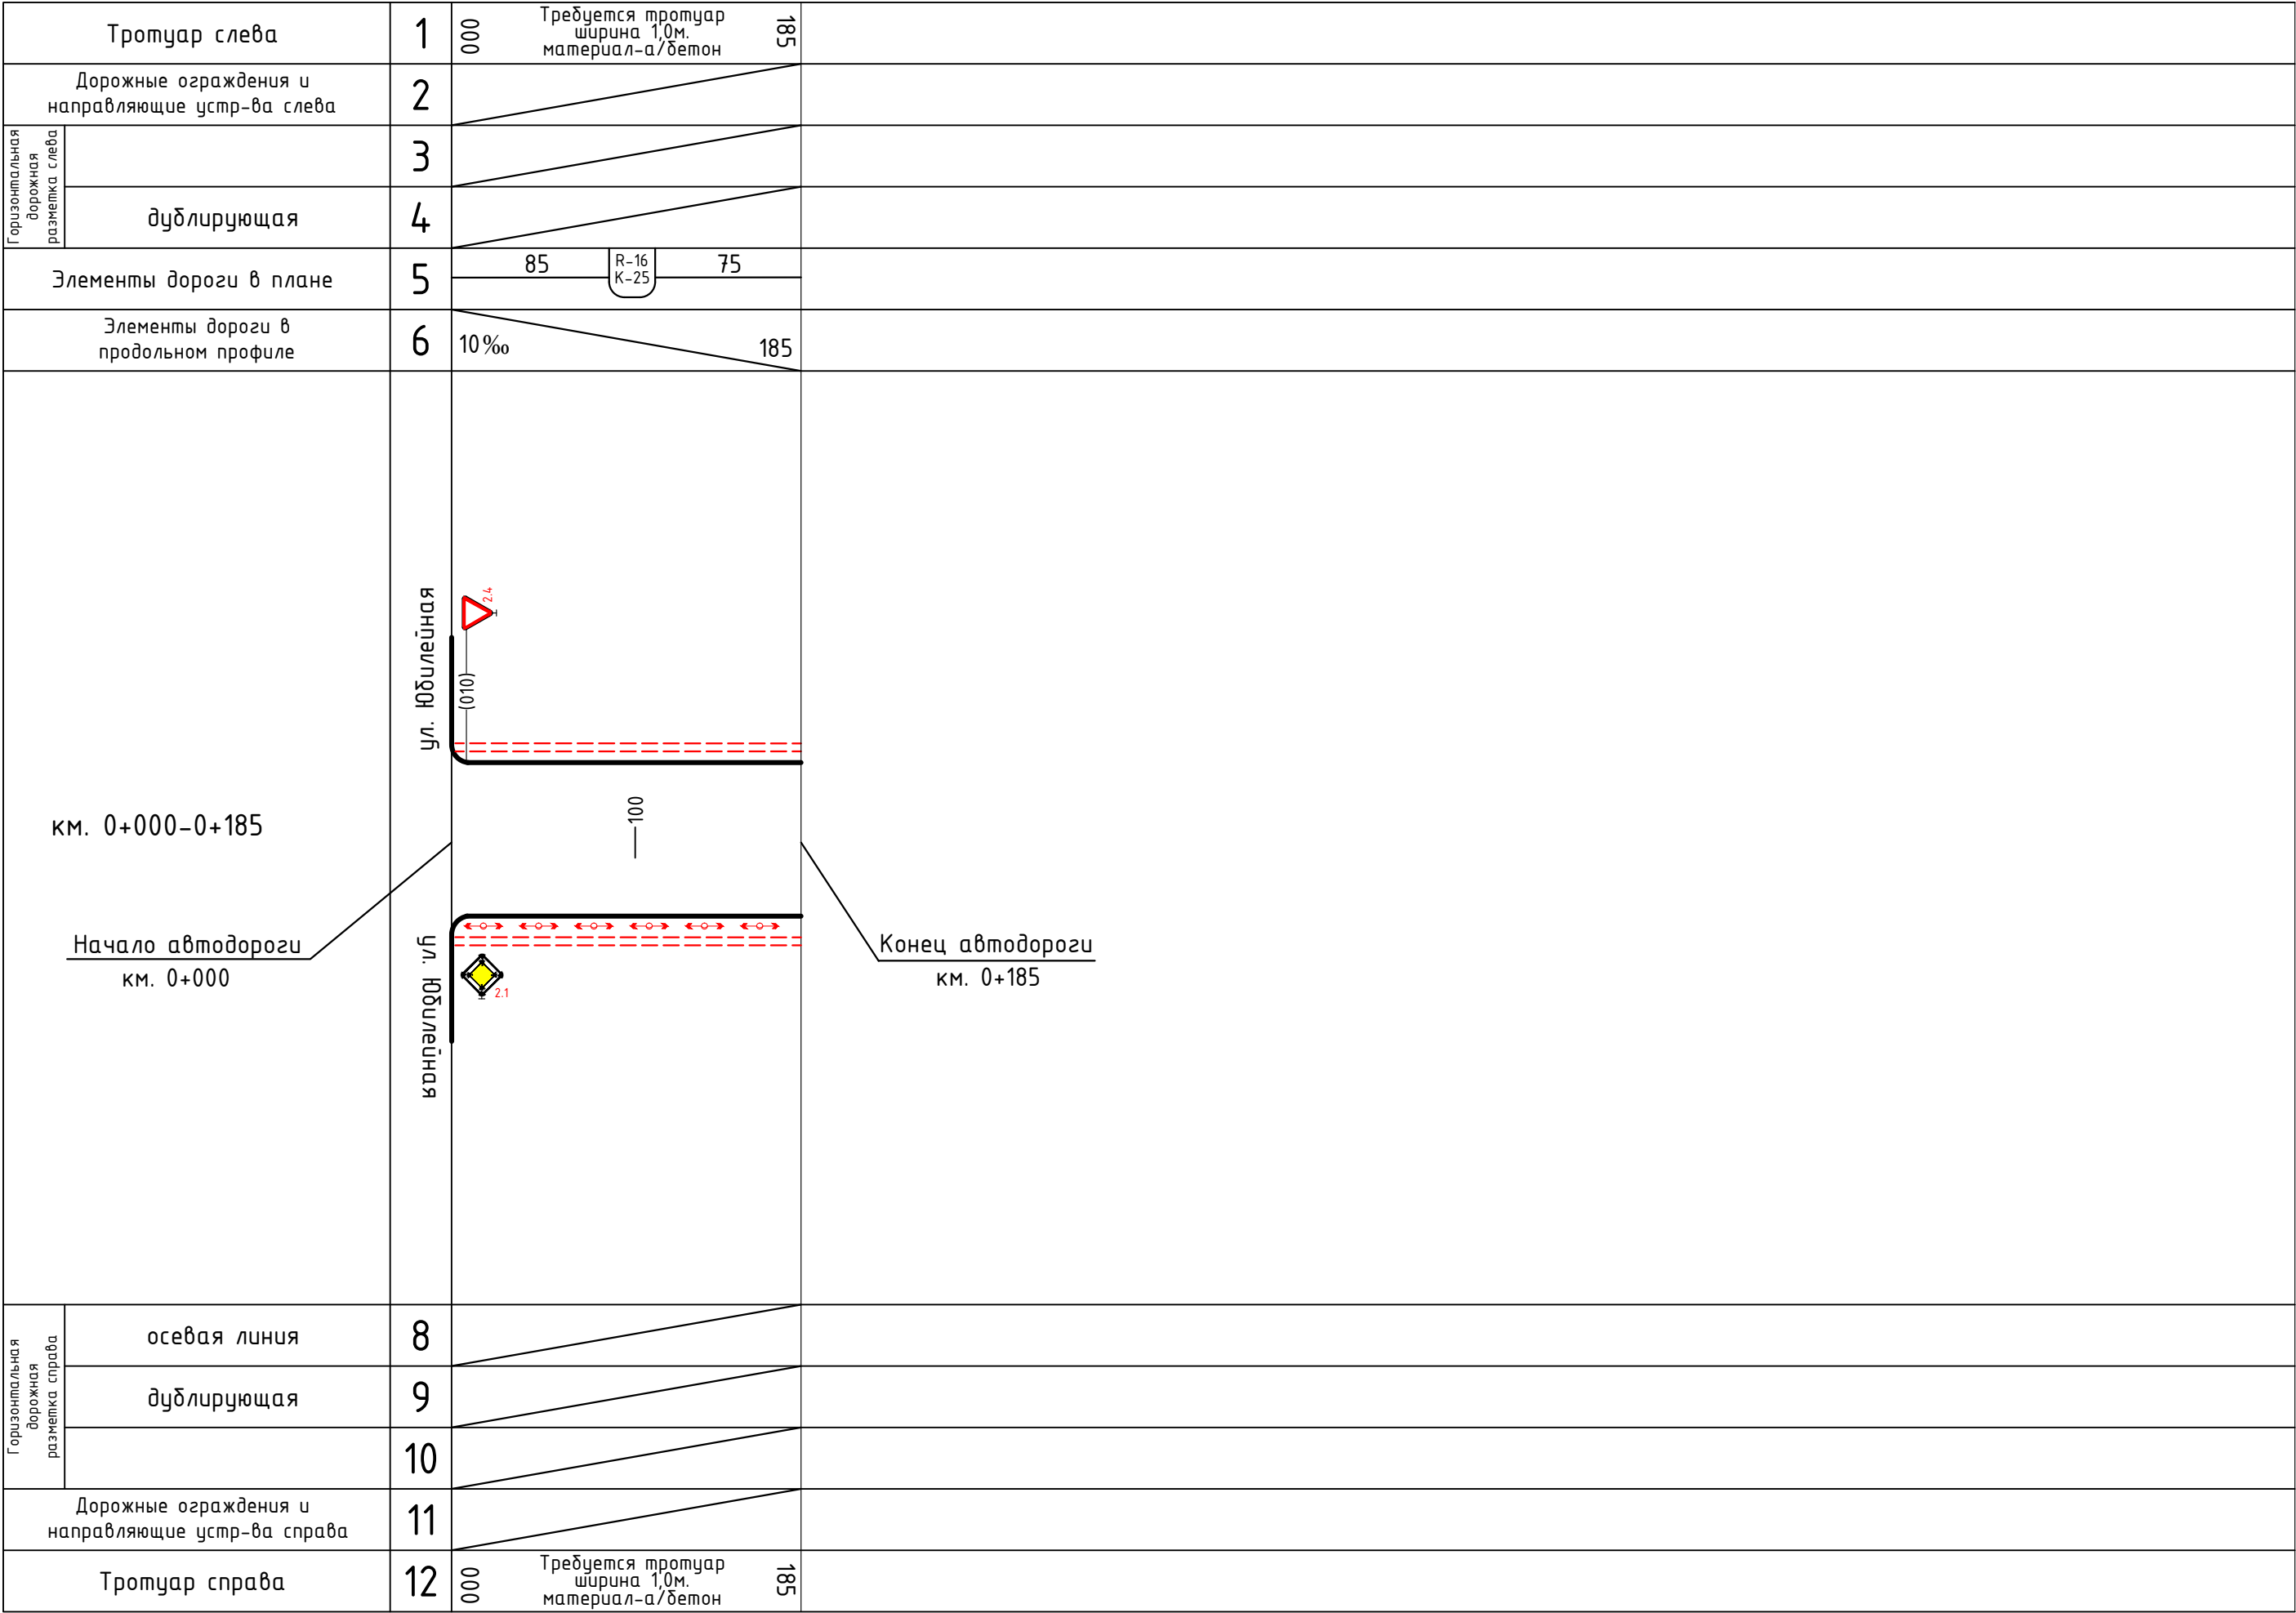 Тротуар слева
1
000
Требуется тротуар
ширина 1,0м.
материал-а/бетон
185
Дорожные ограждения и
направляющие устр-ва слева
2
Горизонтальная
дорожная
разметка слева
3
дублирующая
4
Элементы дороги в плане
5
85
R-16
K-25
75
Элементы дороги в
продольном профиле
6
10‰
185
ул. Юбилейная
2.4
(010)
км. 0+000-0+185
100
Начало автодороги
км. 0+000
ул. Юбилейная
2.1
Конец автодороги
км. 0+185
Горизонтальная
дорожная
разметка справа
осевая линия
8
дублирующая
9
10
Дорожные ограждения и
направляющие устр-ва справа
11
Тротуар справа
12
000
Требуется тротуар
ширина 1,0м.
материал-а/бетон
185